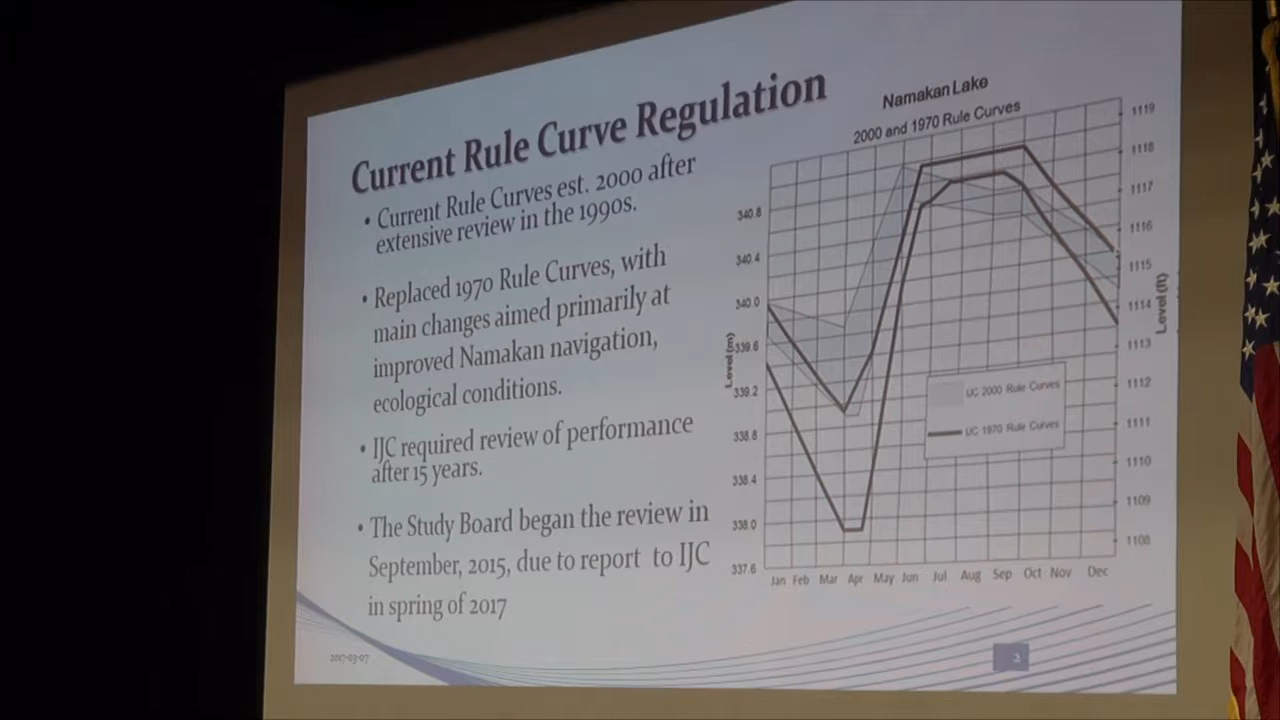 Current Rule Curve Regulation
• Current Rule Curves est. 2000 after
extensive review in the 1990s.
• Replaced 1970 Rule Curves, with
main changes aimed primarily at
improved Namakan navigation,
ecological conditions.
• IJC required review of performance
after 15 years.
• The Study Board began the review in
September, 2015, due to report to IJC
in spring of 2017
2017-03-07
2
Namakan Lake
2000 and 1970 Rule Curves
Level (m)
340.8
340.4
340.0
339.6
339.2
338.8
338.4
338.0
337.6
Jan Feb Mar Apr May Jun Jul Aug Sep Oct Nov Dec
1119
1118
1117
1116
1115
1114
1113
1112
1111
1110
1109
1108
Level (ft)
IJC 2000 Rule Curves
IJC 1970 Rule Curves